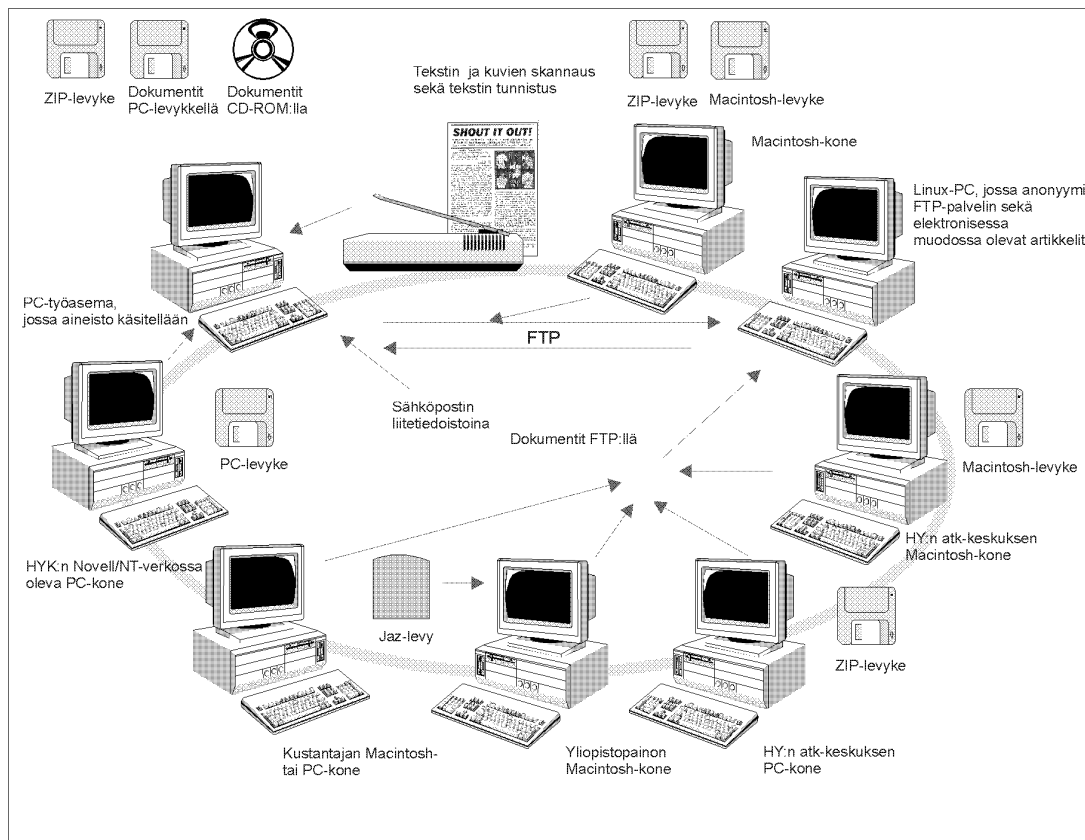 ZIP-levyke
Dokumentit
PC-levykkellä
Dokumentit
CD-ROM:lla
Tekstin ja kuvien skannaus
sekä tekstin tunnistus
ZIP-levyke
Macintosh-levyke
SHOUT IT OUT!
Macintosh-kone
Linux-PC, jossa anonyymi
FTP-palvelin sekä
elektronisessa
muodossa olevat artikkelit
PC-työasema,
jossa aineisto käsitellään
FTP
Sähköpostin
liitetiedostoina
Dokumentit FTP:llä
PC-levyke
Macintosh-levyke
HYK:n Novell/NT-verkossa
oleva PC-kone
HY:n atk-keskuksen
Macintosh-kone
Jaz-levy
ZIP-levyke
Kustantajan Macintosh-
tai PC-kone
Yliopistopainon
Macintosh-kone
HY:n atk-keskuksen
PC-kone